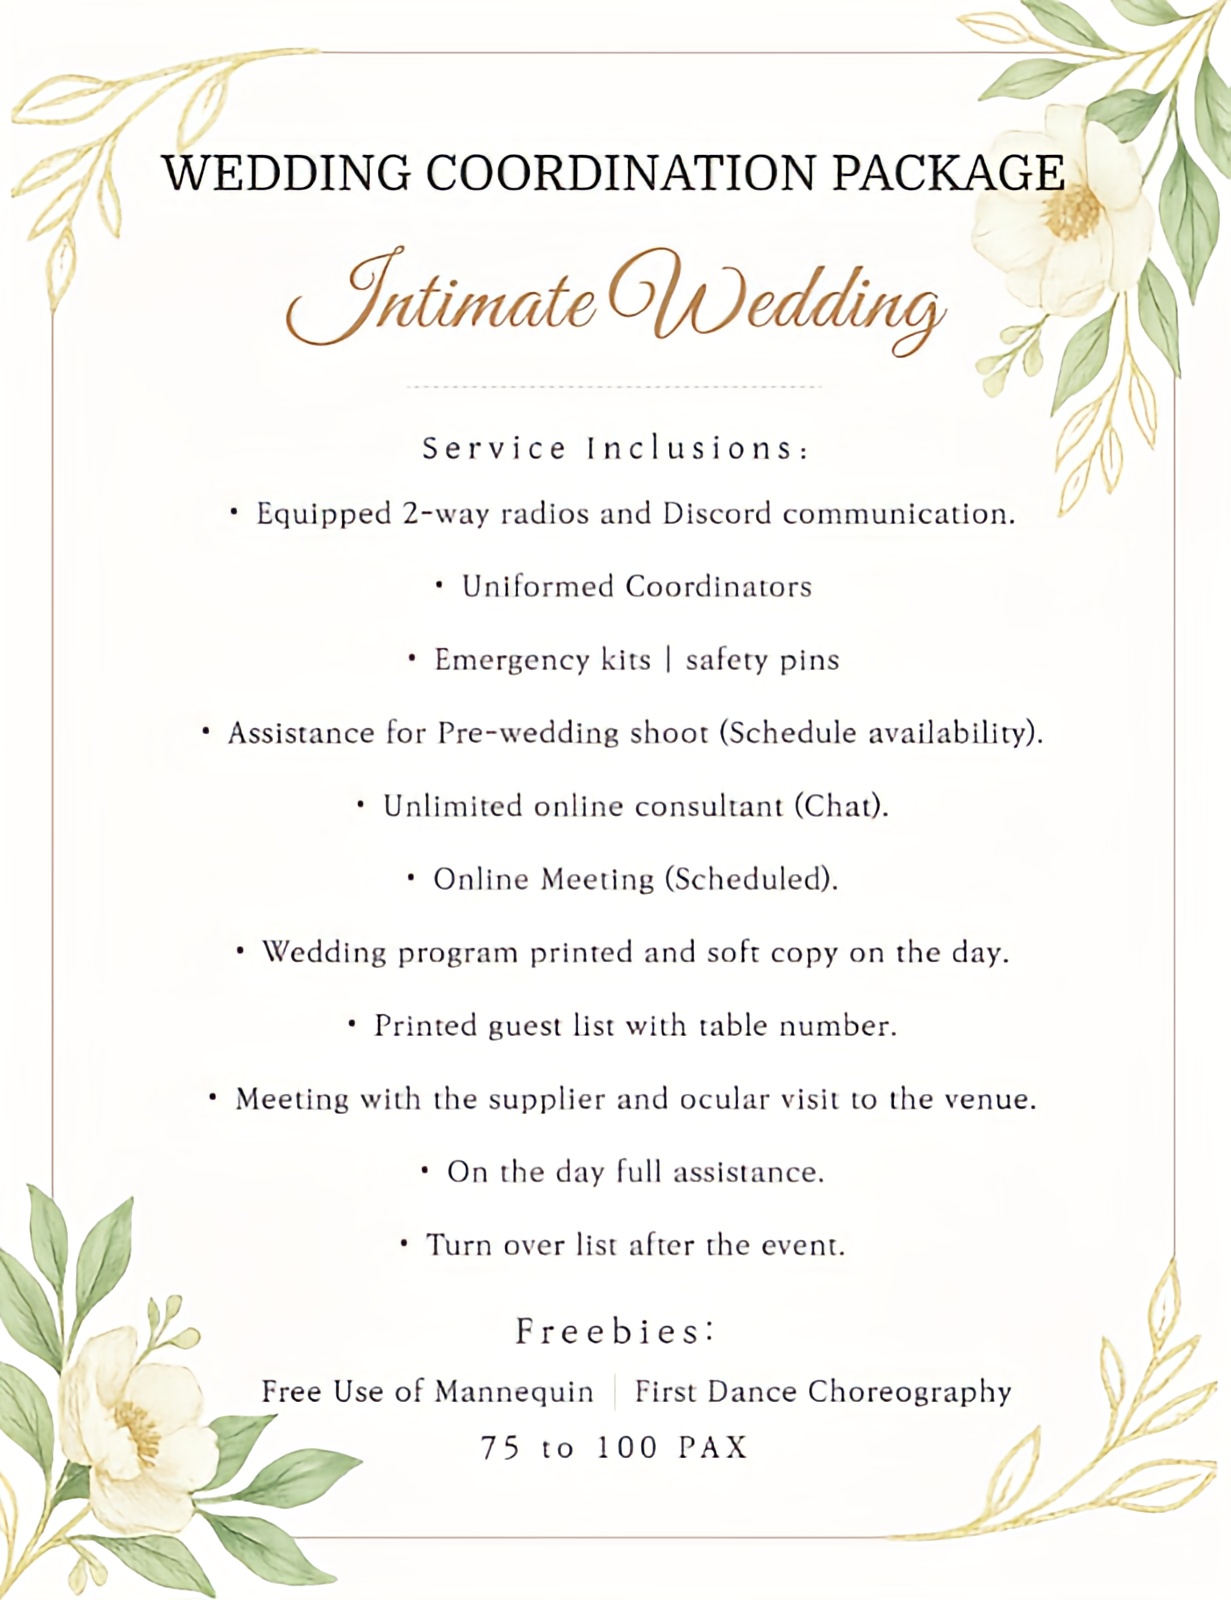 WEDDING COORDINATION PACKAGE
Intimate Wedding
Service Inclusions:
• Equipped 2-way radios and Discord communication.
• Uniformed Coordinators
• Emergency kits | safety pins
• Assistance for Pre-wedding shoot (Schedule availability).
• Unlimited online consultant (Chat).
• Online Meeting (Scheduled).
• Wedding program printed and soft copy on the day.
• Printed guest list with table number.
• Meeting with the supplier and ocular visit to the venue.
• On the day full assistance.
• Turn over list after the event.
Freebies:
Free Use of Mannequin | First Dance Choreography
75 to 100 PAX